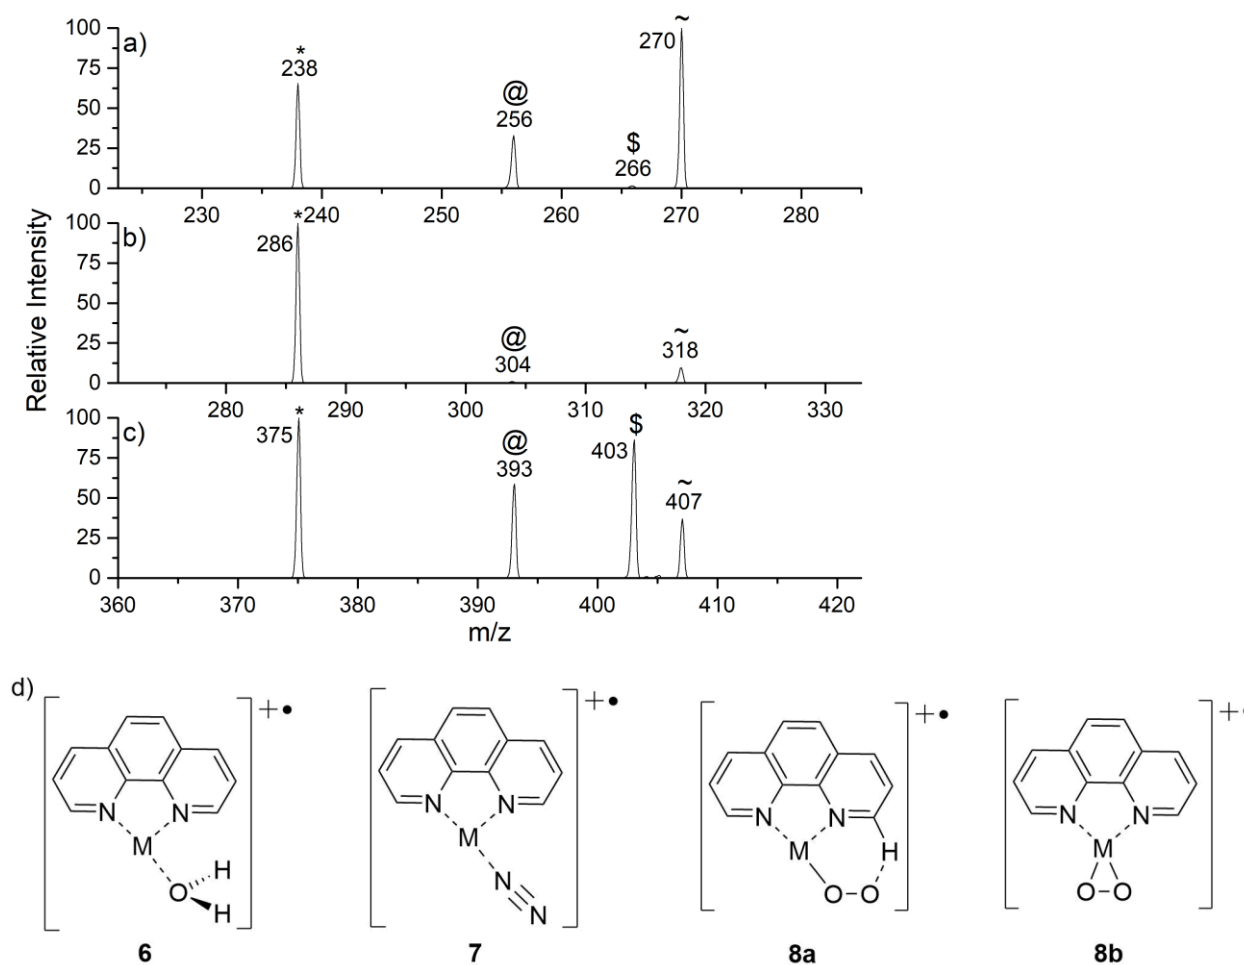 a)
100
75
50
25
0
*
238
@
256
$
266
~
270
230 240 250 260 270 280
b)
100
75
50
25
0
*
286
@
304
~
318
280 290 300 310 320 330
Relative Intensity
c)
100
75
50
25
0
*
375
@
393
$
403
~
407
360 370 380 390 400 410 420
m/z
d)
+•
N N
M
O H
H
6
+•
N N
M
N
N
7
+•
N N
M H
O-O
8a
+•
N N
M
O-O
8b